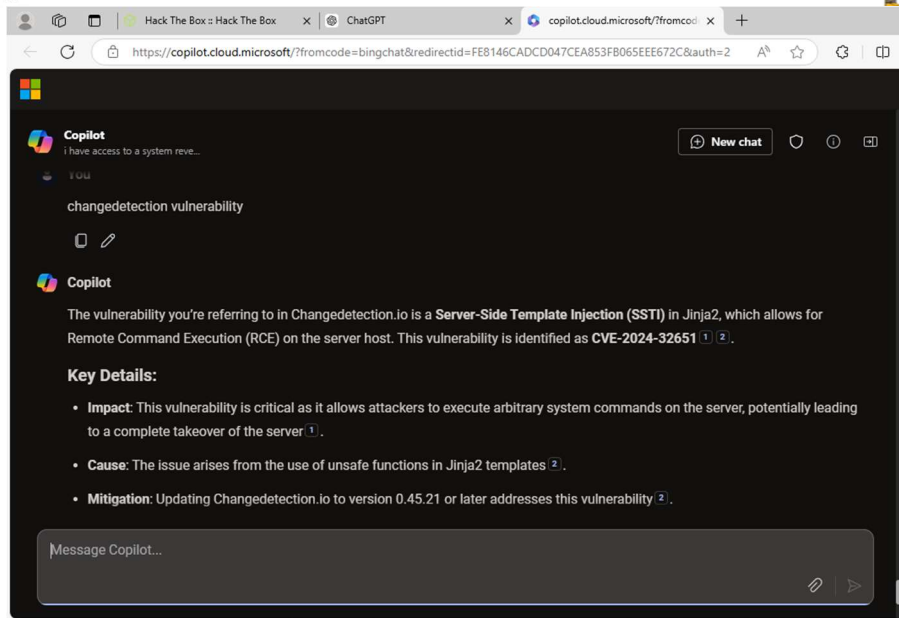 Hack The Box :: Hack The Box
ChatGPT
copilot.cloud.microsoft/?fromcod
https://copilot.cloud.microsoft/?fromcode=bingchat&redirectid=FE8146CADCD047CEA853FB065EEE672C&auth=2
Copilot
i have access to a system reve...
New chat
You
changedetection vulnerability
Copilot
The vulnerability you're referring to in Changedetection.io is a Server-Side Template Injection (SSTI) in Jinja2, which allows for
Remote Command Execution (RCE) on the server host. This vulnerability is identified as CVE-2024-32651 1 2 .
Key Details:
• Impact: This vulnerability is critical as it allows attackers to execute arbitrary system commands on the server, potentially leading
to a complete takeover of the server 1 .
• Cause: The issue arises from the use of unsafe functions in Jinja2 templates 2 .
• Mitigation: Updating Changedetection.io to version 0.45.21 or later addresses this vulnerability 2 .
Message Copilot...